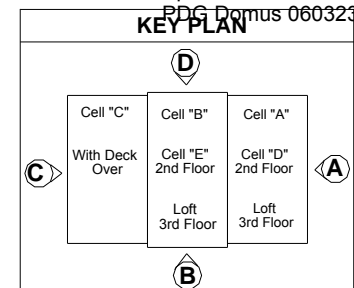 RDG Domus 060323
KEY PLAN
D
Cell "C"
With Deck
Over
Cell "B"
Cell "E"
2nd Floor
Loft
3rd Floor
Cell "A"
Cell "D"
2nd Floor
Loft
3rd Floor
C
A
B